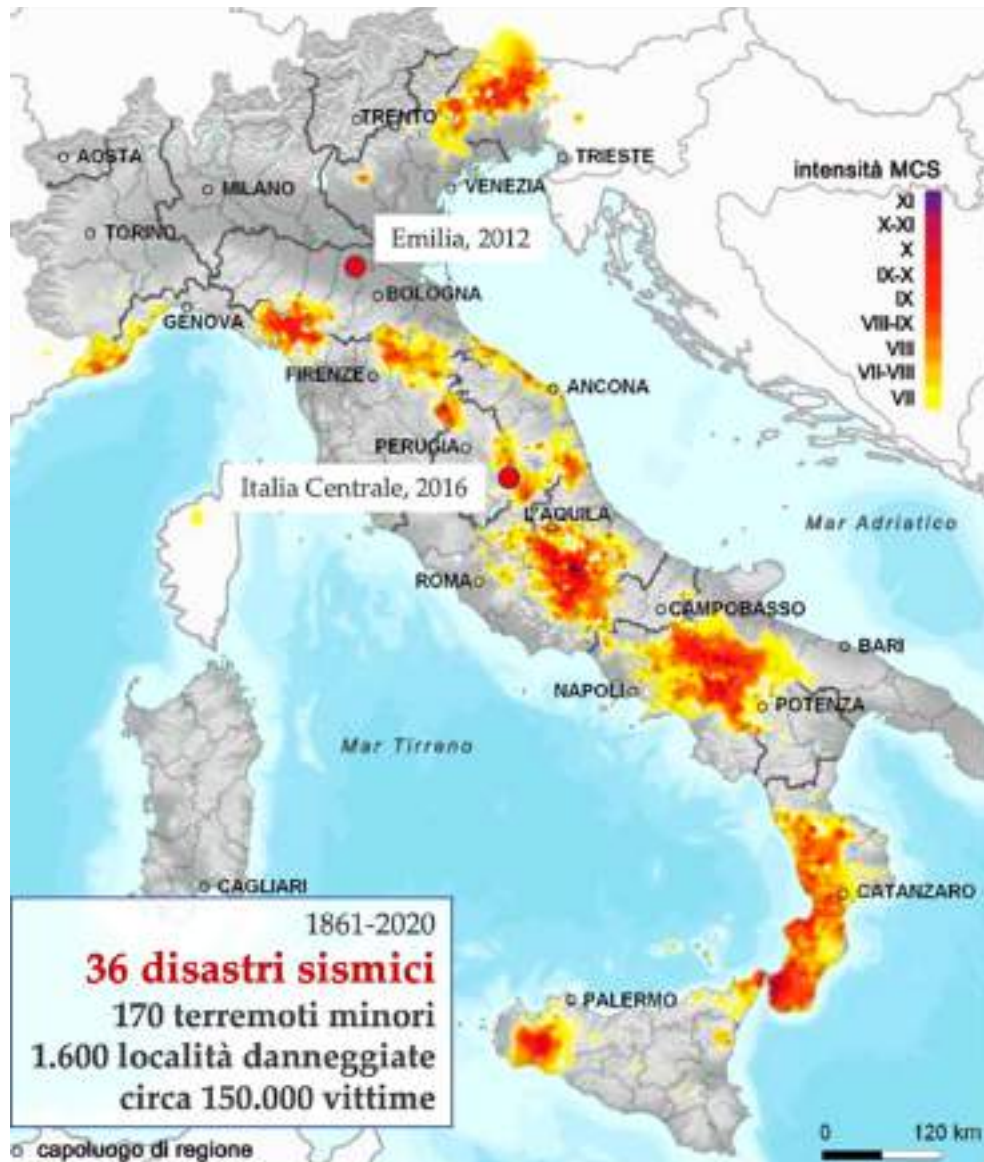 TRENTO
AOSTA
TRIESTE
MILANO
VENEZIA
intensità MCS
XI
X-XI
X
IX-X
IX
VIII-IX
VIII
VII-VIII
VII
TORINO
Emilia, 2012
BOLOGNA
GENOVA
FIRENZE
ANCONA
PERUGIA
Italia Centrale, 2016
L'AQUILA
Mar Adriatico
ROMA
CAMPOBASSO
BARI
NAPOLI
POTENZA
Mar Tirreno
CAGLIARI
CATANZARO
1861-2020
36 disastri sismici
170 terremoti minori
1.600 località danneggiate
circa 150.000 vittime
PALERMO
capoluogo di regione
0 120 km